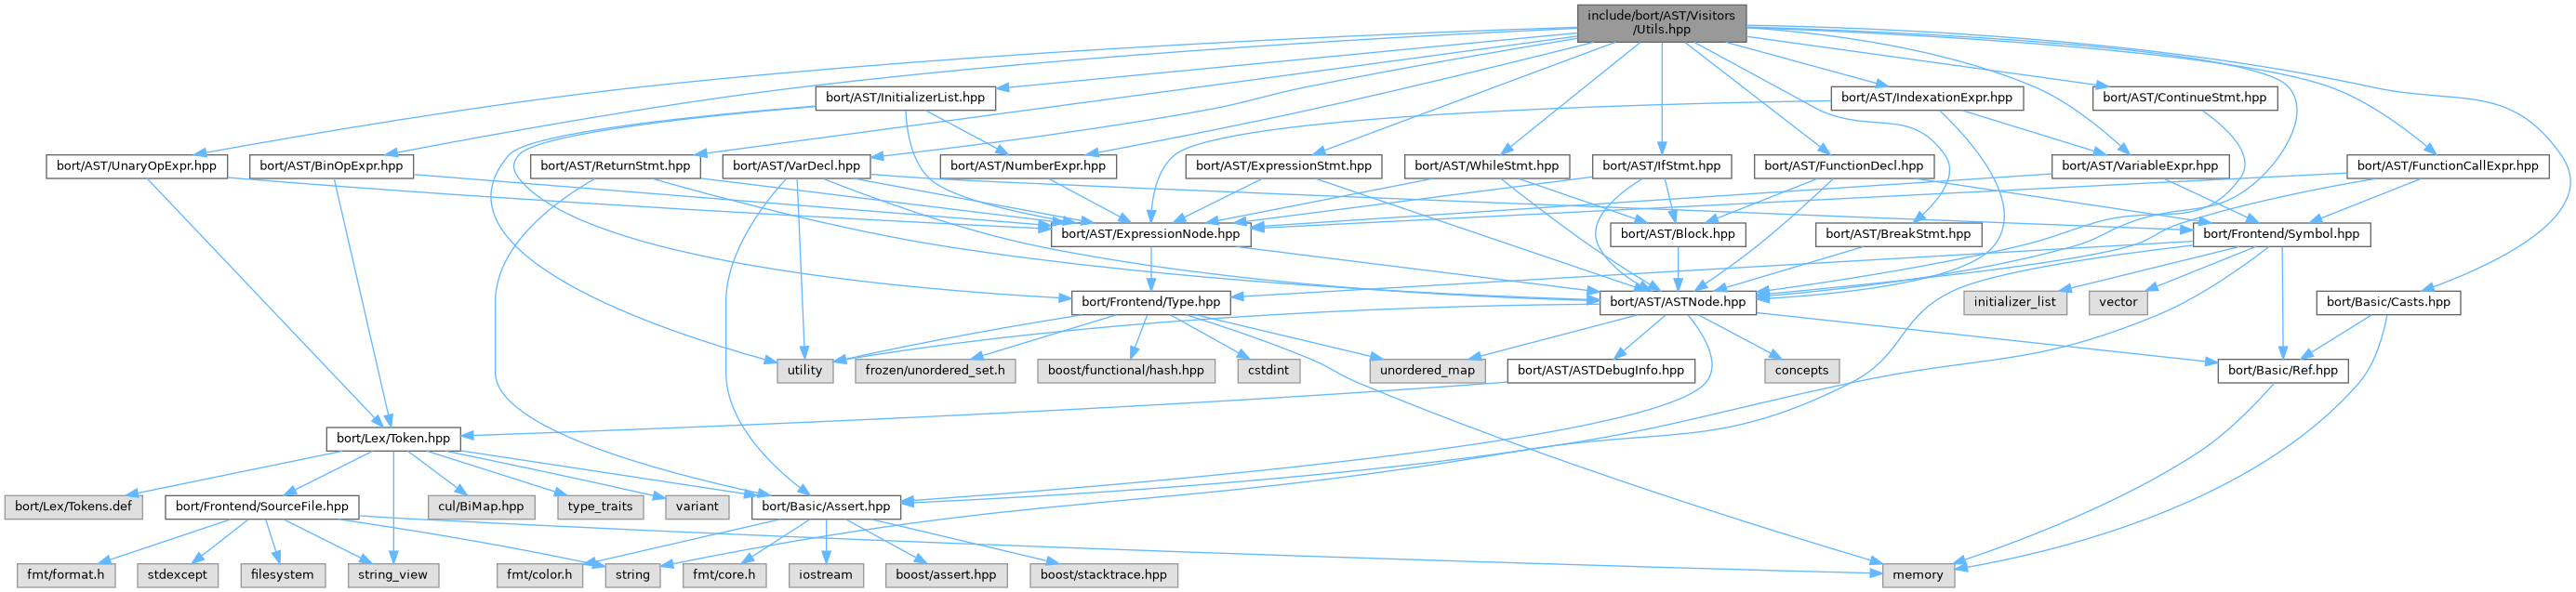 include/bort/AST/Visitors
/Utils.hpp
bort/AST/InitializerList.hpp
bort/AST/IndexationExpr.hpp
bort/AST/ContinueStmt.hpp
bort/AST/UnaryOpExpr.hpp
bort/AST/BinOpExpr.hpp
bort/AST/ReturnStmt.hpp
bort/AST/VarDecl.hpp
bort/AST/NumberExpr.hpp
bort/AST/ExpressionStmt.hpp
bort/AST/WhileStmt.hpp
bort/AST/IfStmt.hpp
bort/AST/FunctionDecl.hpp
bort/AST/VariableExpr.hpp
bort/AST/FunctionCallExpr.hpp
bort/AST/ExpressionNode.hpp
bort/AST/Block.hpp
bort/AST/BreakStmt.hpp
bort/Frontend/Symbol.hpp
bort/Frontend/Type.hpp
bort/AST/ASTNode.hpp
initializer_list
vector
bort/Basic/Casts.hpp
utility
frozen/unordered_set.h
boost/functional/hash.hpp
cstdint
unordered_map
bort/AST/ASTDebugInfo.hpp
concepts
bort/Basic/Ref.hpp
bort/Lex/Token.hpp
bort/Lex/Tokens.def
bort/Frontend/SourceFile.hpp
cul/BiMap.hpp
type_traits
variant
bort/Basic/Assert.hpp
fmt/format.h
stdexcept
filesystem
string_view
fmt/color.h
string
fmt/core.h
iostream
boost/assert.hpp
boost/stacktrace.hpp
memory